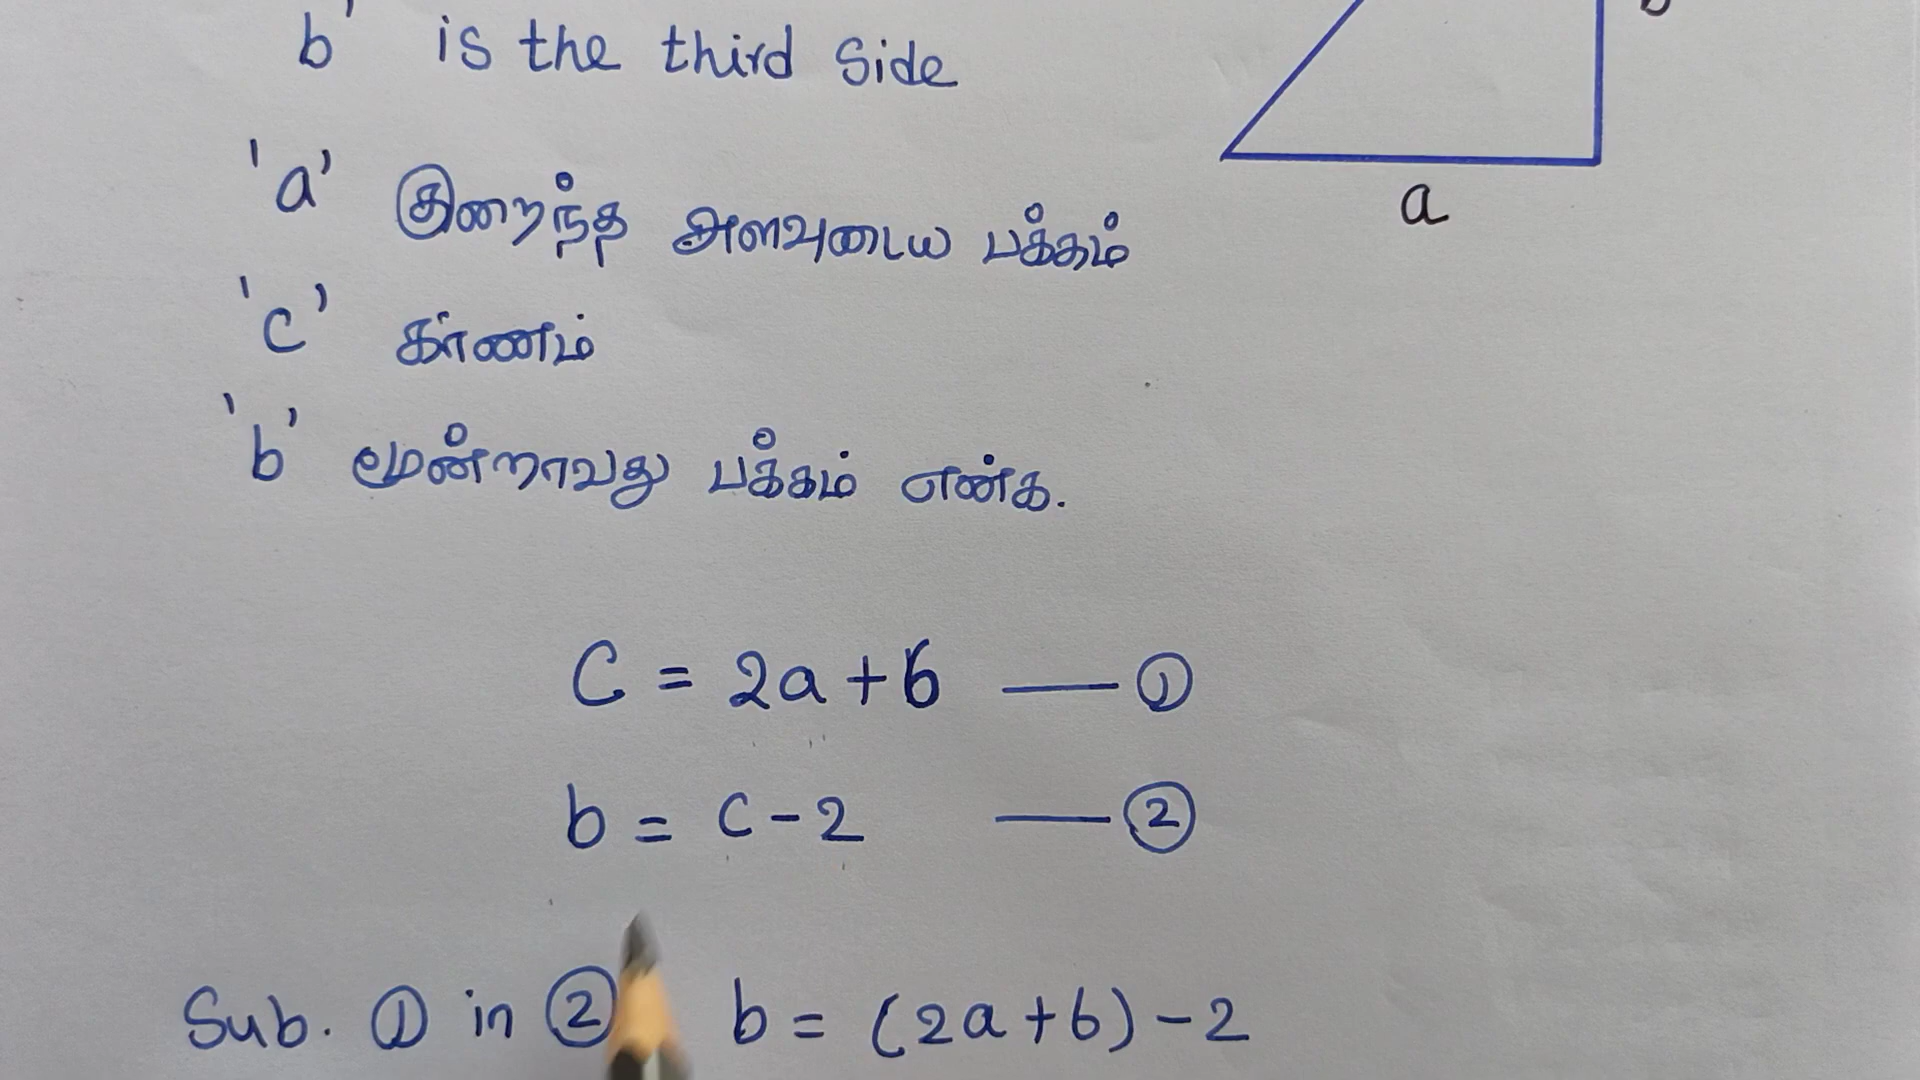 b' is the third side
'a' குறைந்த அளவுடைய பக்கம்
a
'c' கர்ணம்
'b' மூன்றாவது பக்கம் என்க.
C = 2a + 6 — ①
b = c - 2 — ②
Sub. ① in ② b = (2a + 6) - 2